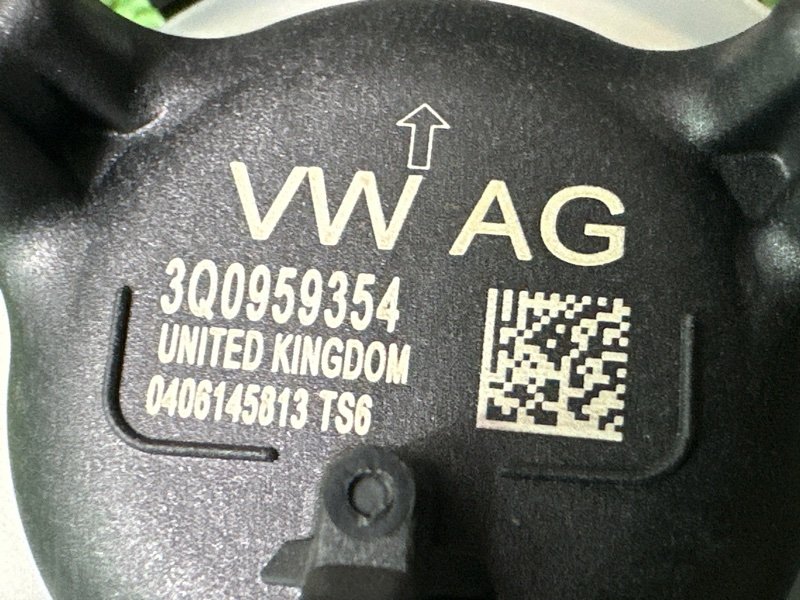 VW AG
3Q0959354
UNITED KINGDOM
0406145813 TS6